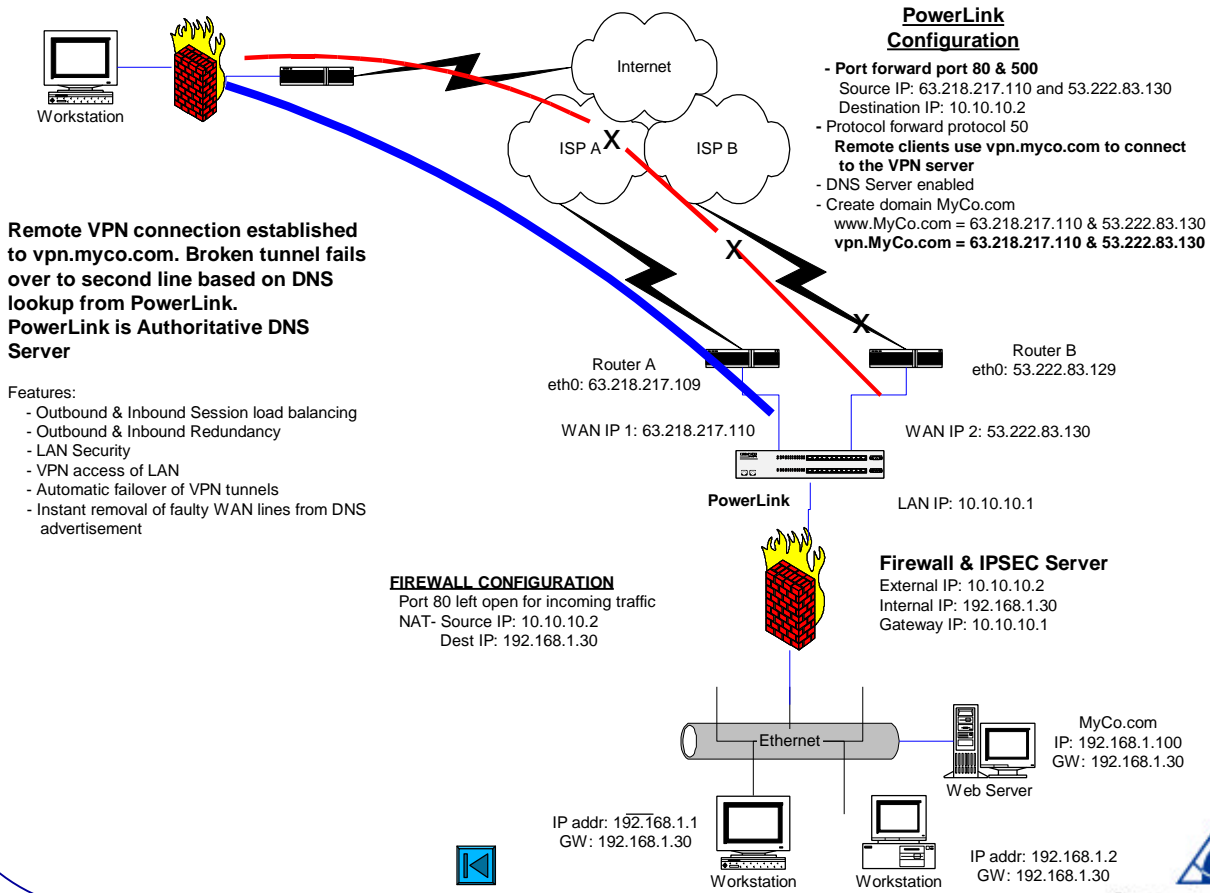 PowerLink
Configuration
- Port forward port 80 & 500
Source IP: 63.218.217.110 and 53.222.83.130
Destination IP: 10.10.10.2
- Protocol forward protocol 50
Remote clients use vpn.myco.com to connect
to the VPN server
- DNS Server enabled
- Create domain MyCo.com
www.MyCo.com = 63.218.217.110 & 53.222.83.130
vpn.MyCo.com = 63.218.217.110 & 53.222.83.130
Workstation
Internet
ISP A
X
ISP B
X
X
Remote VPN connection established
to vpn.myco.com. Broken tunnel fails
over to second line based on DNS
lookup from PowerLink.
PowerLink is Authoritative DNS
Server
Features:
- Outbound & Inbound Session load balancing
- Outbound & Inbound Redundancy
- LAN Security
- VPN access of LAN
- Automatic failover of VPN tunnels
- Instant removal of faulty WAN lines from DNS
advertisement
Router A
eth0: 63.218.217.109
Router B
eth0: 53.222.83.129
WAN IP 1: 63.218.217.110
WAN IP 2: 53.222.83.130
PowerLink
LAN IP: 10.10.10.1
FIREWALL CONFIGURATION
Port 80 left open for incoming traffic
NAT- Source IP: 10.10.10.2
Dest IP: 192.168.1.30
Firewall & IPSEC Server
External IP: 10.10.10.2
Internal IP: 192.168.1.30
Gateway IP: 10.10.10.1
Ethernet
MyCo.com
IP: 192.168.1.100
GW: 192.168.1.30
Web Server
IP addr: 192.168.1.1
GW: 192.168.1.30
Workstation
Workstation
IP addr: 192.168.1.2
GW: 192.168.1.30